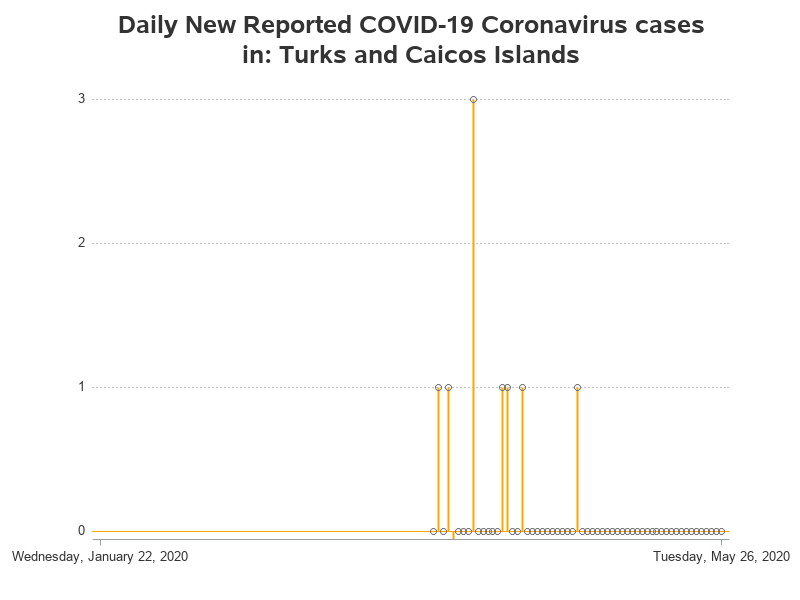 Daily New Reported COVID-19 Coronavirus cases
in: Turks and Caicos Islands
3
2
1
0
Wednesday, January 22, 2020 Tuesday, May 26, 2020